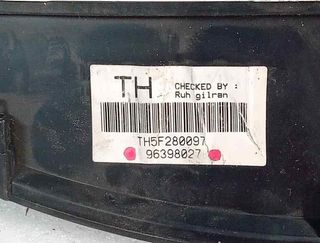 TH
CHECKED BY :
Ruh gilran
TH5F280097
96398027